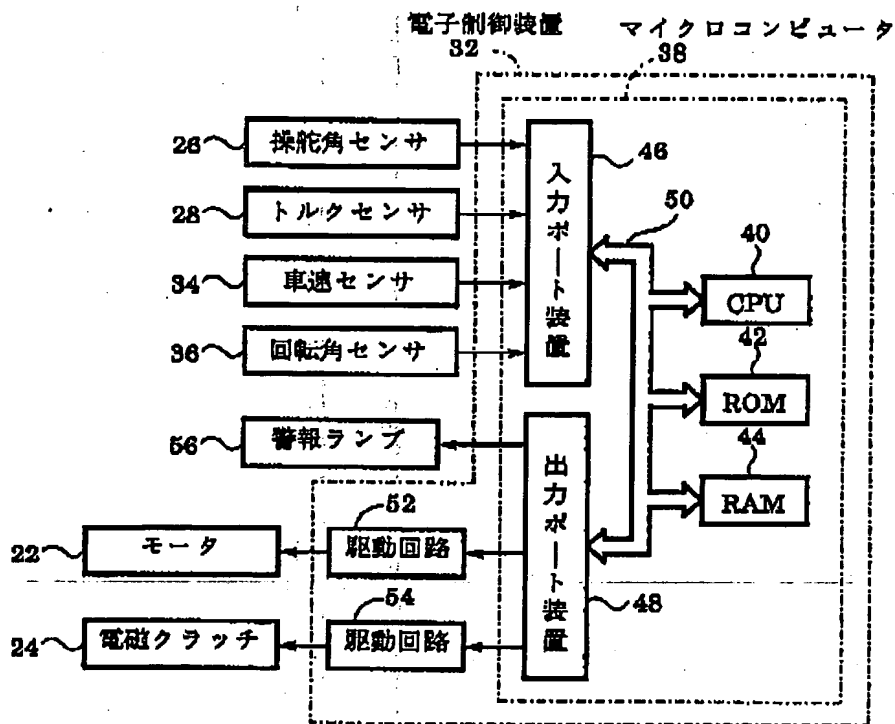 電子制御装置
32
マイクロコンピュータ
38
26
操舵角センサ
28
トルクセンサ
34
車速センサ
36
回転角センサ
56
警報ランプ
22
モータ
24
電磁クラッチ
52
駆動回路
54
駆動回路
入力ポート装置
46
50
出力ポート装置
48
40
CPU
42
ROM
44
RAM